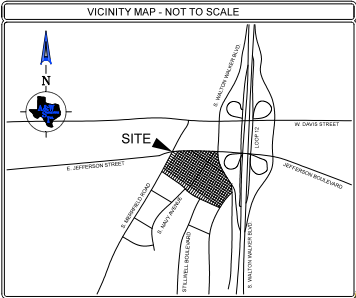 VICINITY MAP - NOT TO SCALE
N
S. WALTON WALKER BLVD
W. DAVIS STREET
LOOP 12
SITE
E. JEFFERSON STREET
JEFFERSON BOULEVARD
S. MERRIFIELD ROAD
S. NAVY AVENUE
STILLWELL BOULEVARD
S. WALTON WALKER BLVD